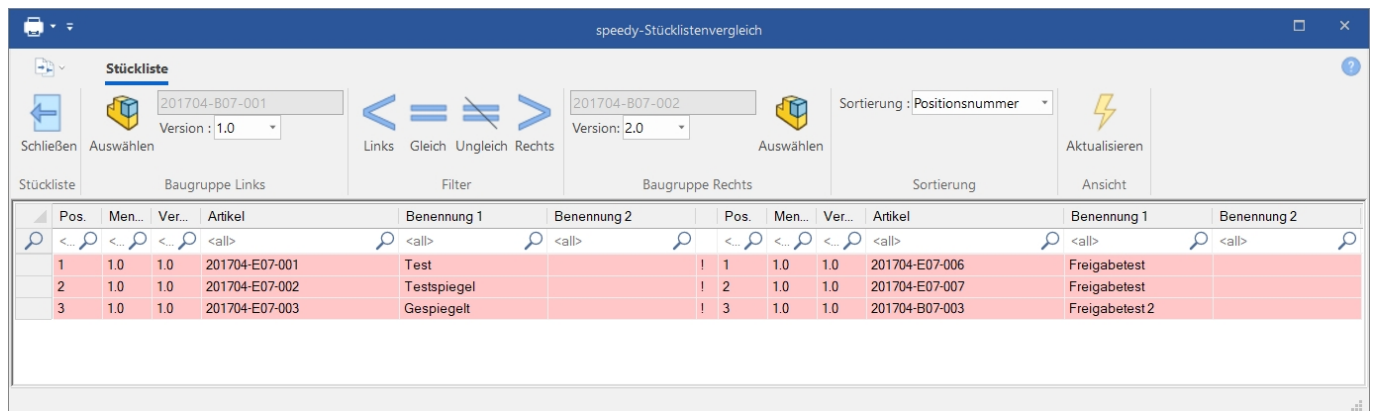 speedy-Stücklistenvergleich
Stückliste
201704-B07-001
Version : 1.0
201704-B07-002
Version: 2.0
Sortierung : Positionsnummer
Schließen Auswählen Links Gleich Ungleich Rechts Auswählen Aktualisieren
Stückliste Baugruppe Links Filter Baugruppe Rechts Sortierung Ansicht
Pos. Men... Ver... Artikel Benennung 1 Benennung 2 Pos. Men... Ver... Artikel Benennung 1 Benennung 2
<... <... <... <all> <all> <all> <... <... <... <all> <all> <all>
1 1.0 1.0 201704-E07-001 Test ! 1 1.0 1.0 201704-E07-006 Freigabetest
2 1.0 1.0 201704-E07-002 Testspiegel ! 2 1.0 1.0 201704-E07-007 Freigabetest
3 1.0 1.0 201704-E07-003 Gespiegelt ! 3 1.0 1.0 201704-B07-003 Freigabetest 2